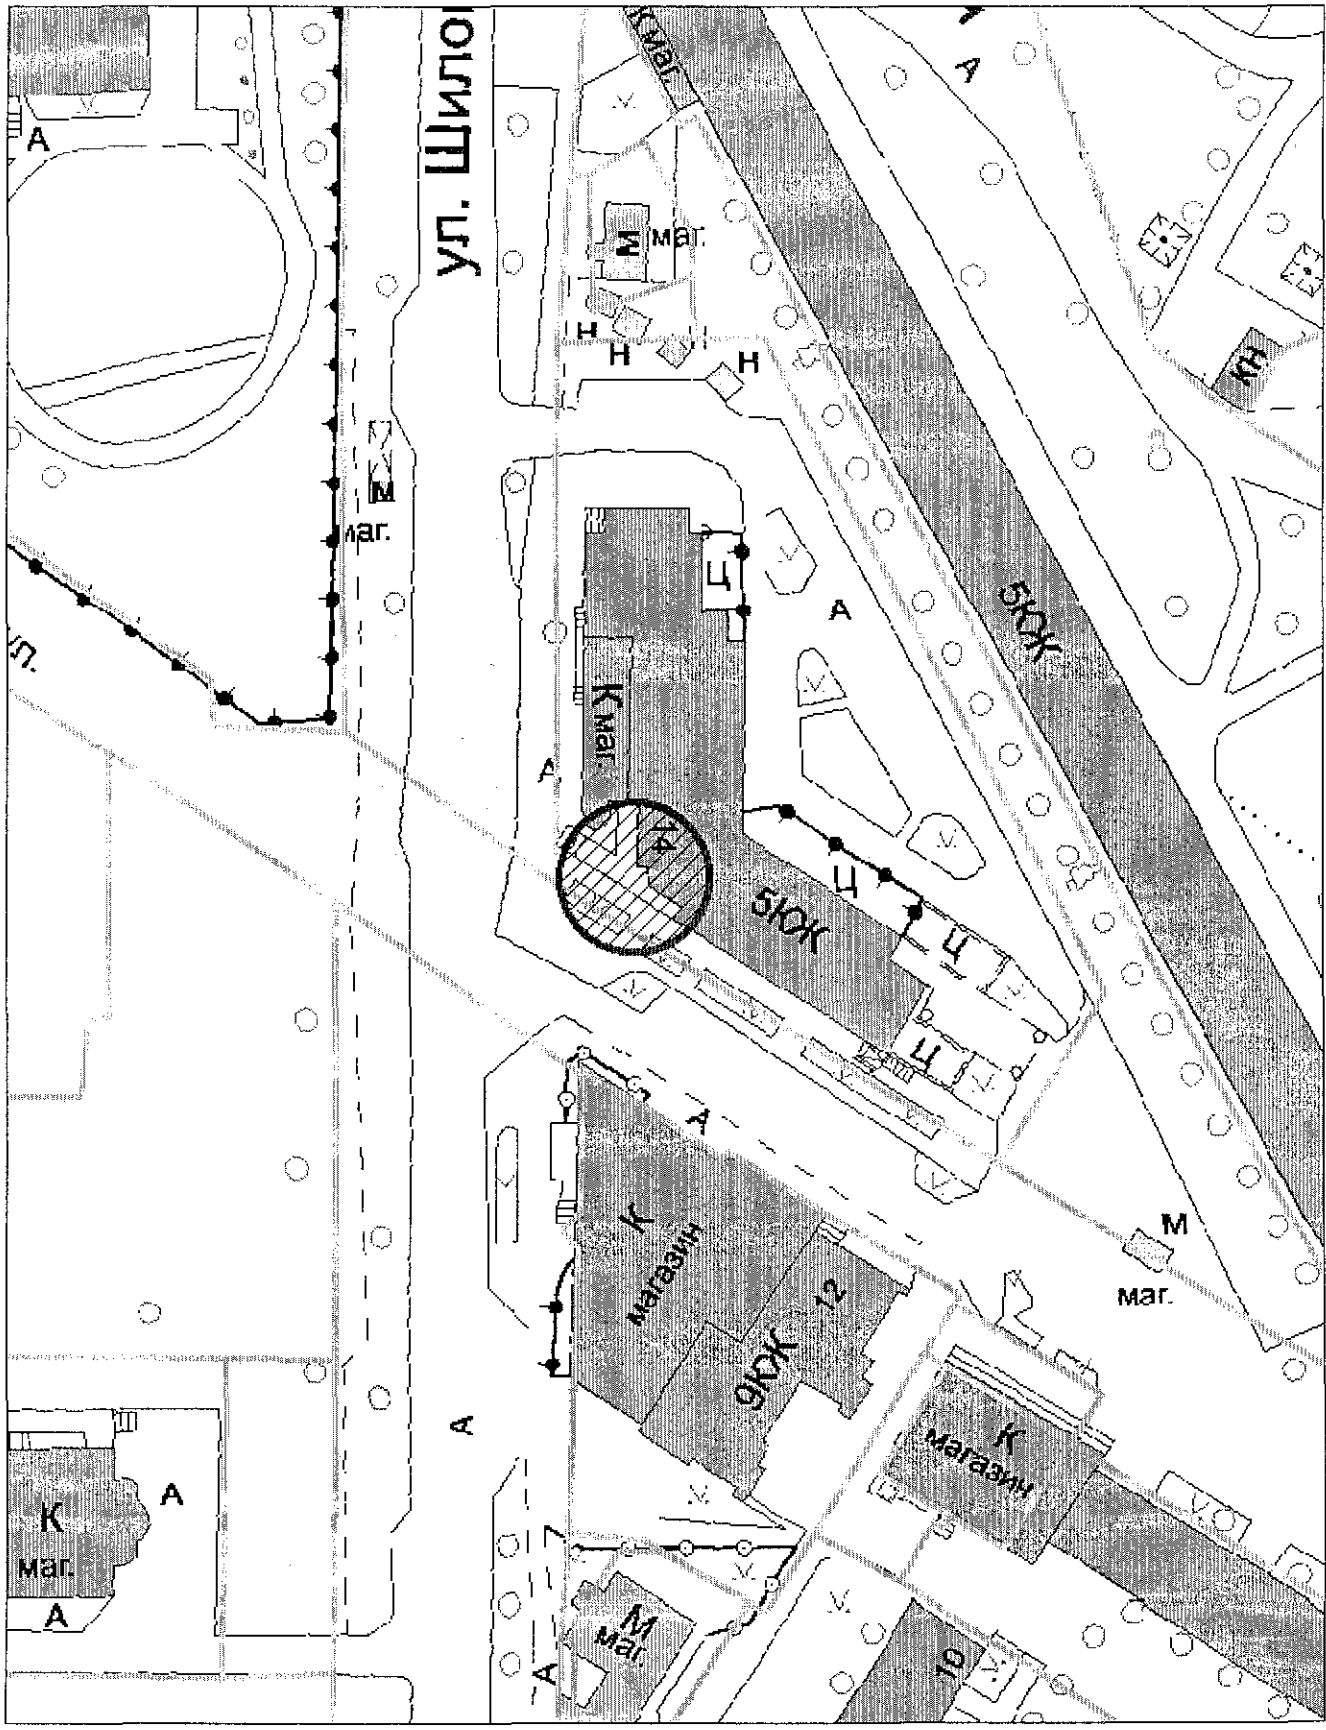 ул. Шило
К маг.
А
А
М
маг.
Н
Н
Н
КН
М
маг.
Ц
5КЖ
А
ул.
К маг.
А
14
Ц
5КЖ
Ц
Ц
А
К
магазин
М
маг.
12
9КЖ
А
К
магазин
К
маг.
А
А
М
маг.
А
10